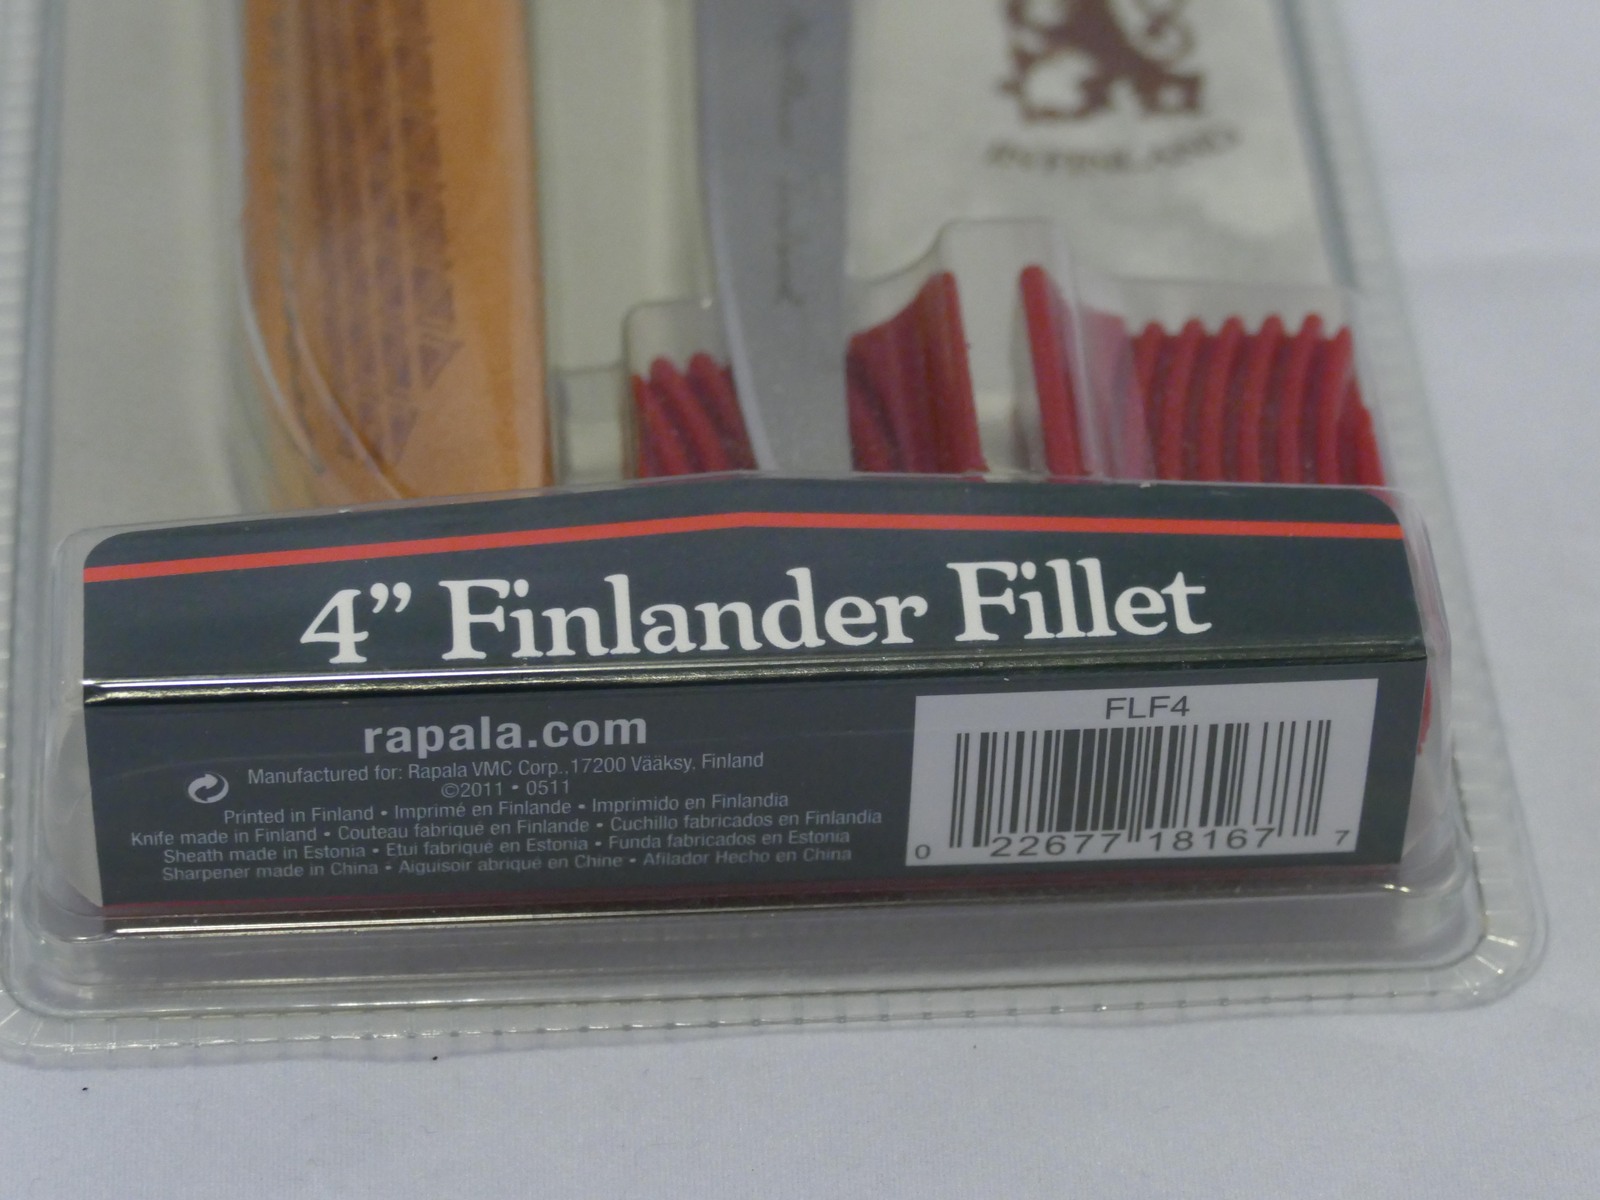 IN FINLAND
4” Finlander Fillet
rapala.com
Manufactured for: Rapala VMC Corp.,17200 Vääksy, Finland
©2011 • 0511
Printed in Finland • Imprimé en Finlande • Imprimido en Finlandia
Knife made in Finland • Couteau fabriqué en Finlande • Cuchillo fabricados en Finlandia
Sheath made in Estonia • Etui fabriqué en Estonia • Funda fabricados en Estonia
Sharpener made in China • Aiguisoir abriqué en Chine • Afilador Hecho en China
FLF4
0 22677 18167 7